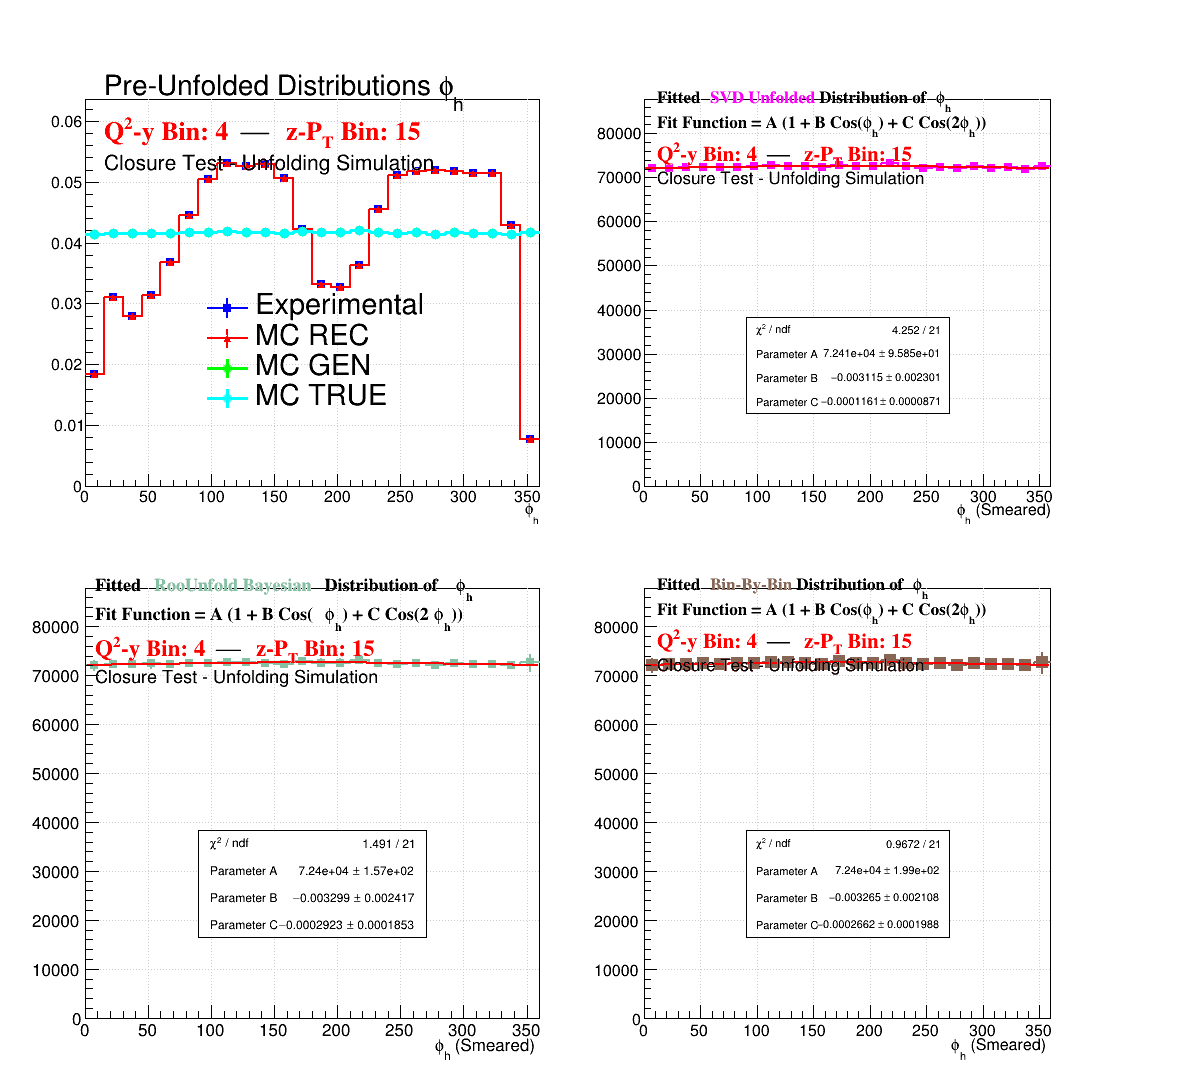 Pre-Unfolded Distributions ϕh
Q2-y Bin: 4 — z-PT Bin: 15
Closure Test - Unfolding Simulation
0.06
0.05
0.04
0.03
0.02
0.01
0
Experimental
MC REC
MC GEN
MC TRUE
0 50 100 150 200 250 300 350
ϕh
Fitted SVD Unfolded Distribution of ϕh
Fit Function = A (1 + B Cos(ϕh) + C Cos(2ϕh))
Q2-y Bin: 4 — z-PT Bin: 15
Closure Test - Unfolding Simulation
80000
70000
60000
50000
40000
30000
20000
10000
0
χ2 / ndf 4.252 / 21
Parameter A 7.241e+04 ± 9.585e+01
Parameter B −0.003115 ± 0.002301
Parameter C −0.0001161 ± 0.0000871
0 50 100 150 200 250 300 350
ϕh (Smeared)
Fitted RooUnfold Bayesian Distribution of ϕh
Fit Function = A (1 + B Cos( ϕh) + C Cos(2 ϕh))
Q2-y Bin: 4 — z-PT Bin: 15
Closure Test - Unfolding Simulation
80000
70000
60000
50000
40000
30000
20000
10000
0
χ2 / ndf 1.491 / 21
Parameter A 7.24e+04 ± 1.57e+02
Parameter B −0.003299 ± 0.002417
Parameter C −0.0002923 ± 0.0001853
0 50 100 150 200 250 300 350
ϕh (Smeared)
Fitted Bin-By-Bin Distribution of ϕh
Fit Function = A (1 + B Cos(ϕh) + C Cos(2ϕh))
Q2-y Bin: 4 — z-PT Bin: 15
Closure Test - Unfolding Simulation
80000
70000
60000
50000
40000
30000
20000
10000
0
χ2 / ndf 0.9672 / 21
Parameter A 7.24e+04 ± 1.99e+02
Parameter B −0.003265 ± 0.002108
Parameter C −0.0002662 ± 0.0001988
0 50 100 150 200 250 300 350
ϕh (Smeared)